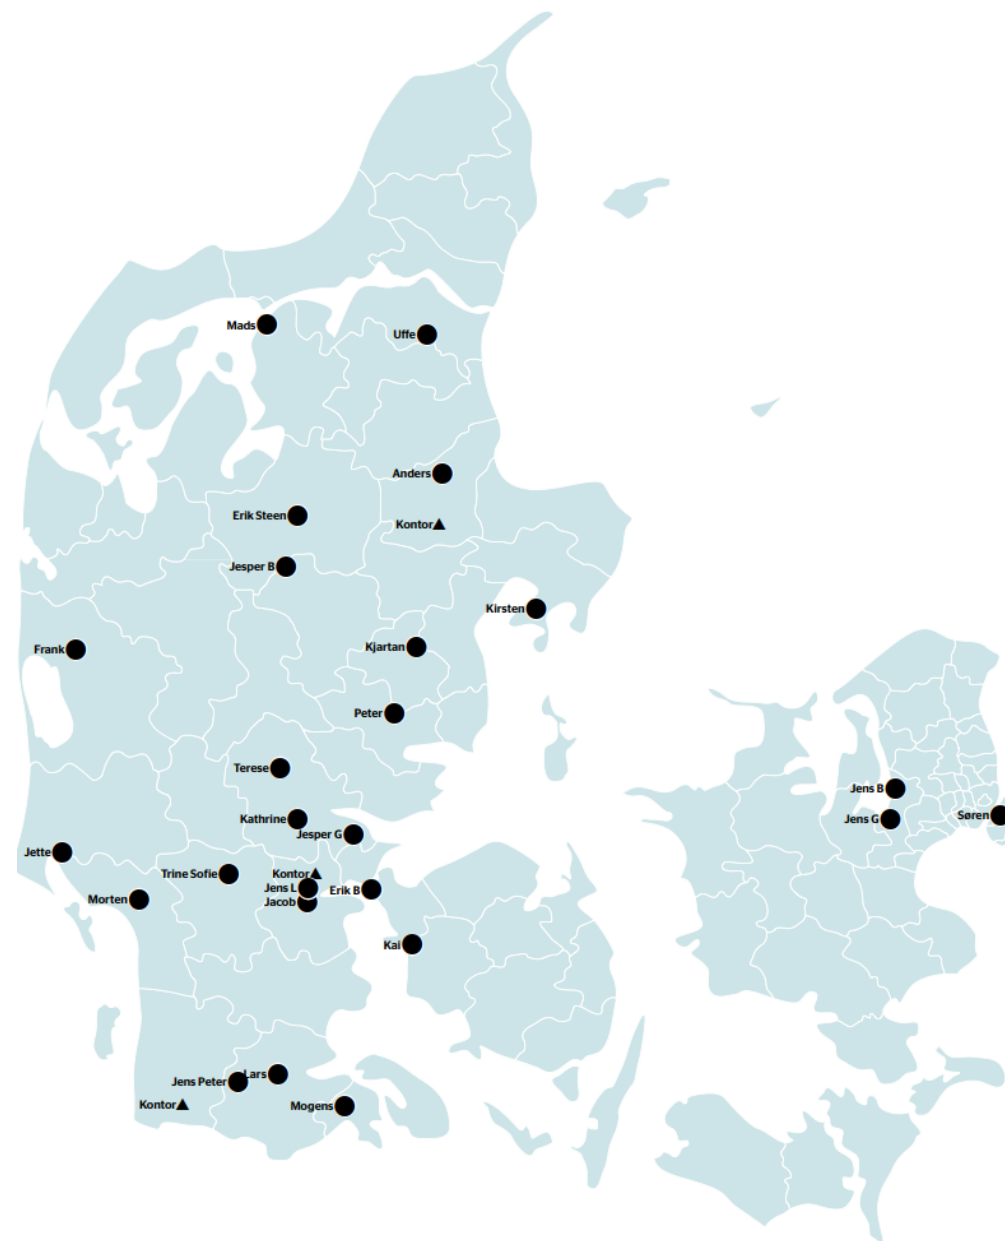 Mads
Uffe
Anders
Erik Steen
Kontor
Jesper B
Kirsten
Kjartan
Frank
Peter
Terese
Jens B
Kathrine
Jens G
Søren
Jesper G
Jette
Trine Sofie
Kontor
Jens L
Erik B
Morten
Jacob
Kai
Lars
Jens Peter
Kontor
Mogens